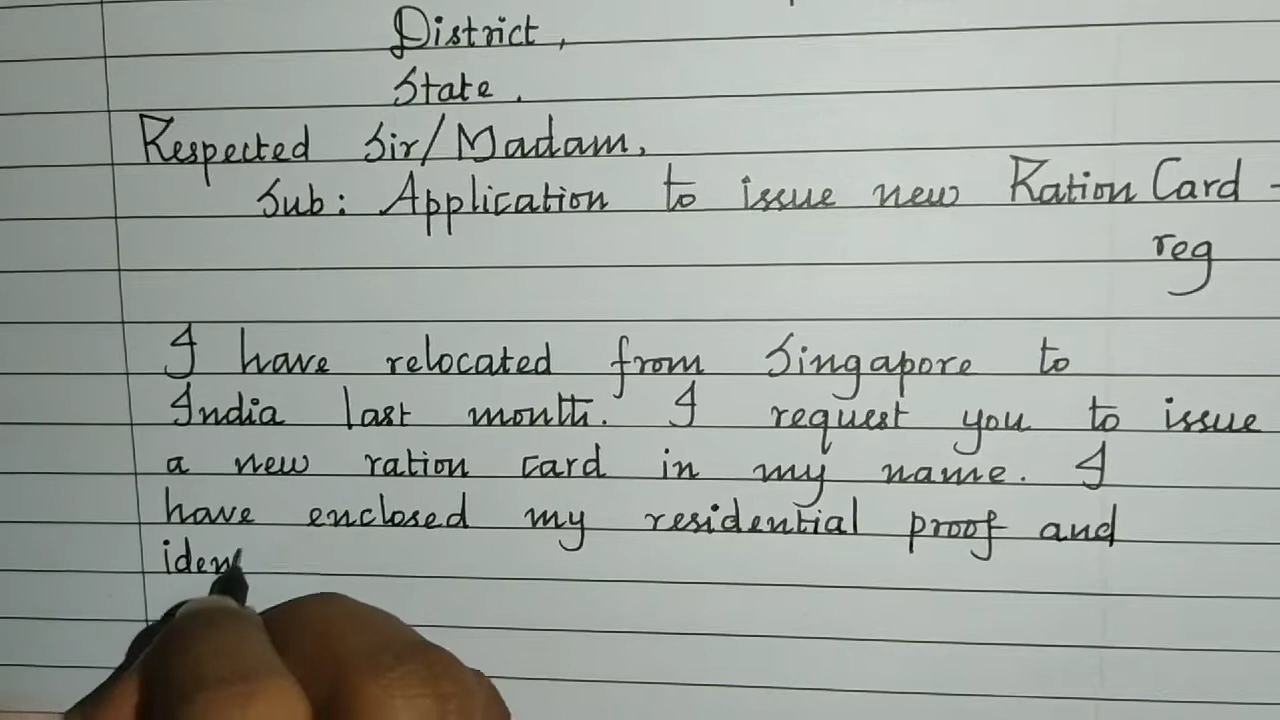 District,
State.
Respected Sir/Madam,
Sub: Application to issue new Ration Card -
reg
I have relocated from Singapore to
India last month. I request you to issue
a new ration card in my name. I
have enclosed my residential proof and
iden